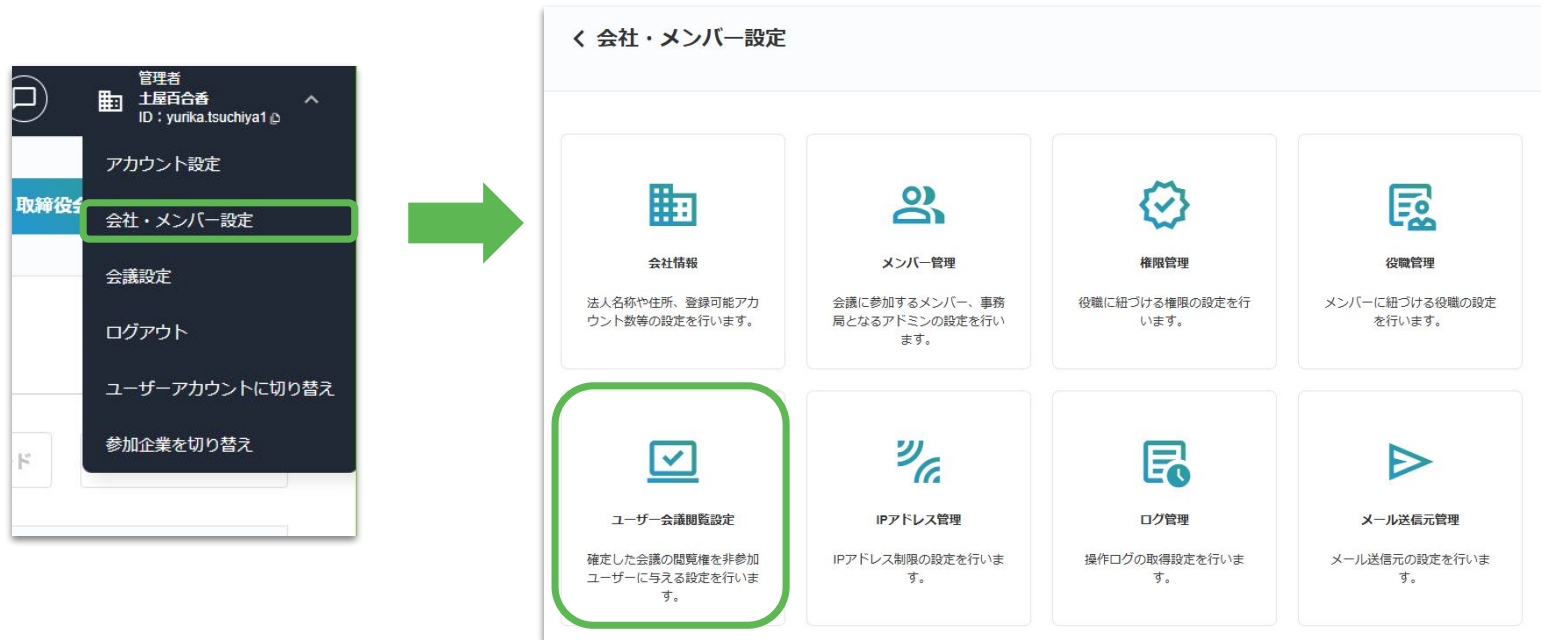 管理者
土屋百合香
ID：yurika.tsuchiya1
アカウント設定
取締役会
会社・メンバー設定
会議設定
ログアウト
ユーザーアカウントに切り替え
参加企業を切り替え
ド
会社・メンバー設定
会社情報
法人名称や住所、登録可能アカ
ウント数等の設定を行います。
メンバー管理
会議に参加するメンバー、事務
局となるアドミンの設定を行い
ます。
権限管理
役職に紐づける権限の設定を行
います。
役職管理
メンバーに紐づける役職の設定
を行います。
ユーザー会議閲覧設定
確定した会議の閲覧権を非参加
ユーザーに与える設定を行いま
す。
IPアドレス管理
IPアドレス制限の設定を行いま
す。
ログ管理
操作ログの取得設定を行いま
す。
メール送信元管理
メール送信元の設定を行いま
す。